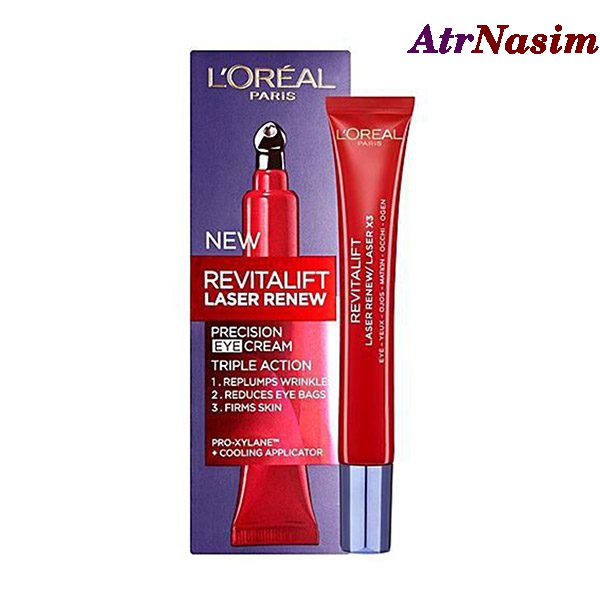 AtrNasim
L'ORÉAL
PARIS
NEW
REVITALIFT
LASER RENEW
PRECISION
EYE CREAM
TRIPLE ACTION
1. REPLUMPS WRINKLE
2. REDUCES EYE BAGS
3. FIRMS SKIN
PRO-XYLANE™
+ COOLING APPLICATOR
L'ORÉAL
PARIS
REVITALIFT
LASER RENEW/LASER X3
EYE - YEUX - OJOS - MATION - OCCHI - OGEN